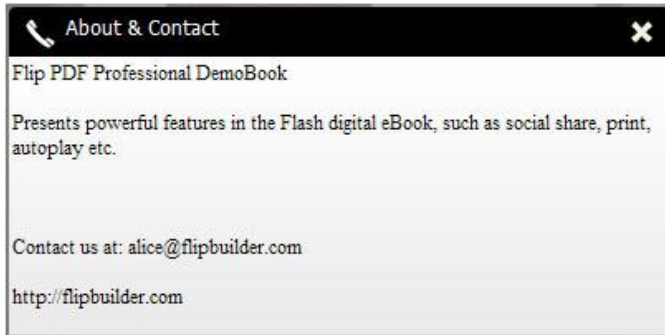 About & Contact
Flip PDF Professional DemoBook
Presents powerful features in the Flash digital eBook, such as social share, print,
autoplay etc.
Contact us at: alice@flipbuilder.com
http://flipbuilder.com